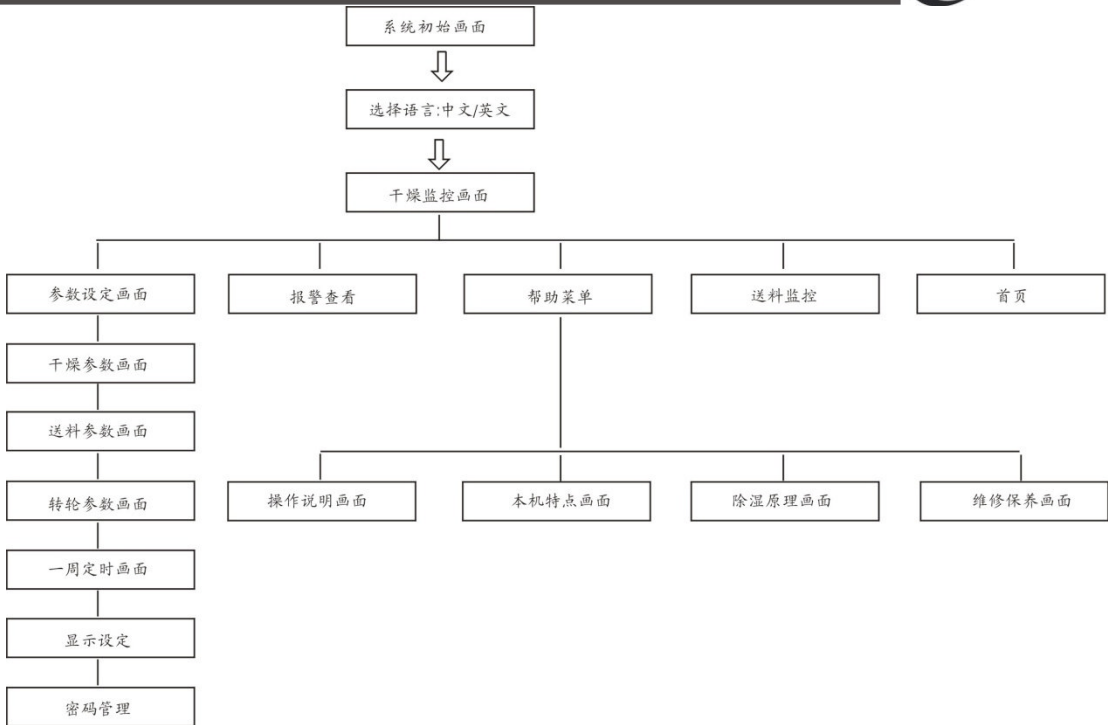 系统初始画面
选择语言:中文/英文
干燥监控画面
参数设定画面
报警查看
帮助菜单
送料监控
首页
干燥参数画面
送料参数画面
转轮参数画面
操作说明画面
本机特点画面
除湿原理画面
维修保养画面
一周定时画面
显示设定
密码管理